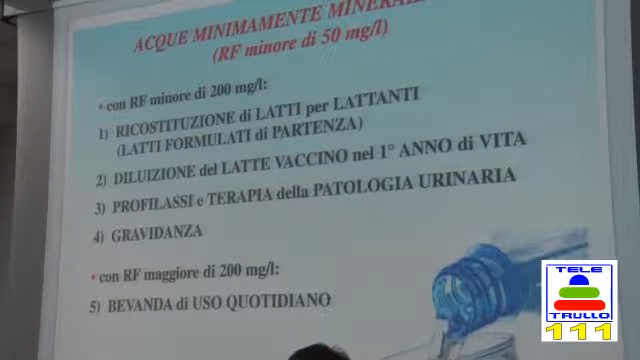 ACQUE MINIMAMENTE
(RF minore di 50 mg/l)
• con RF minore di 200 mg/l:
1) RICOSTITUZIONE di LATTI per LATTANTI
(LATTI FORMULATI di PARTENZA)
2) DILUIZIONE del LATTE VACCINO nel 1° ANNO di VITA
3) PROFILASSI e TERAPIA della PATOLOGIA URINARIA
4) GRAVIDANZA
• con RF maggiore di 200 mg/l:
5) BEVANDA di USO QUOTIDIANO
TELE
TRULLO
111